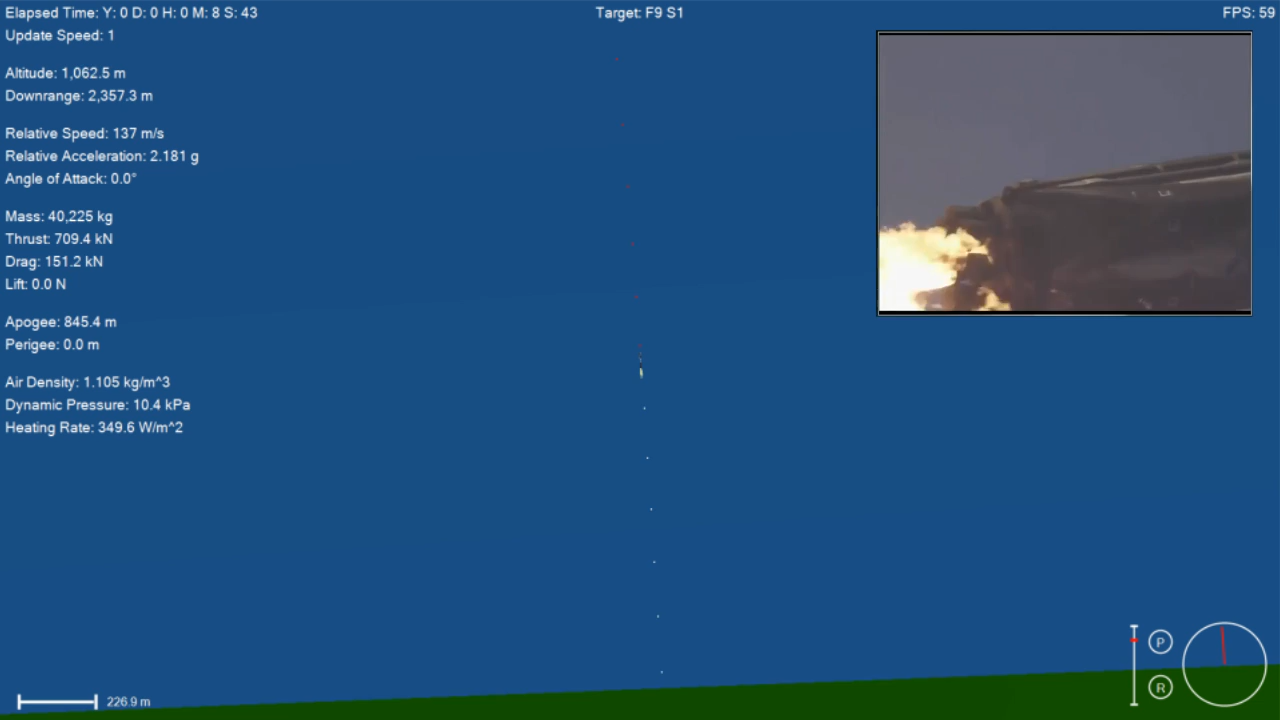 Elapsed Time: Y: 0 D: 0 H: 0 M: 8 S: 43
Target: F9 S1
FPS: 59
Update Speed: 1
Altitude: 1,062.5 m
Downrange: 2,357.3 m
Relative Speed: 137 m/s
Relative Acceleration: 2.181 g
Angle of Attack: 0.0°
Mass: 40,225 kg
Thrust: 709.4 kN
Drag: 151.2 kN
Lift: 0.0 N
Apogee: 845.4 m
Perigee: 0.0 m
Air Density: 1.105 kg/m^3
Dynamic Pressure: 10.4 kPa
Heating Rate: 349.6 W/m^2
P
R
226.9 m